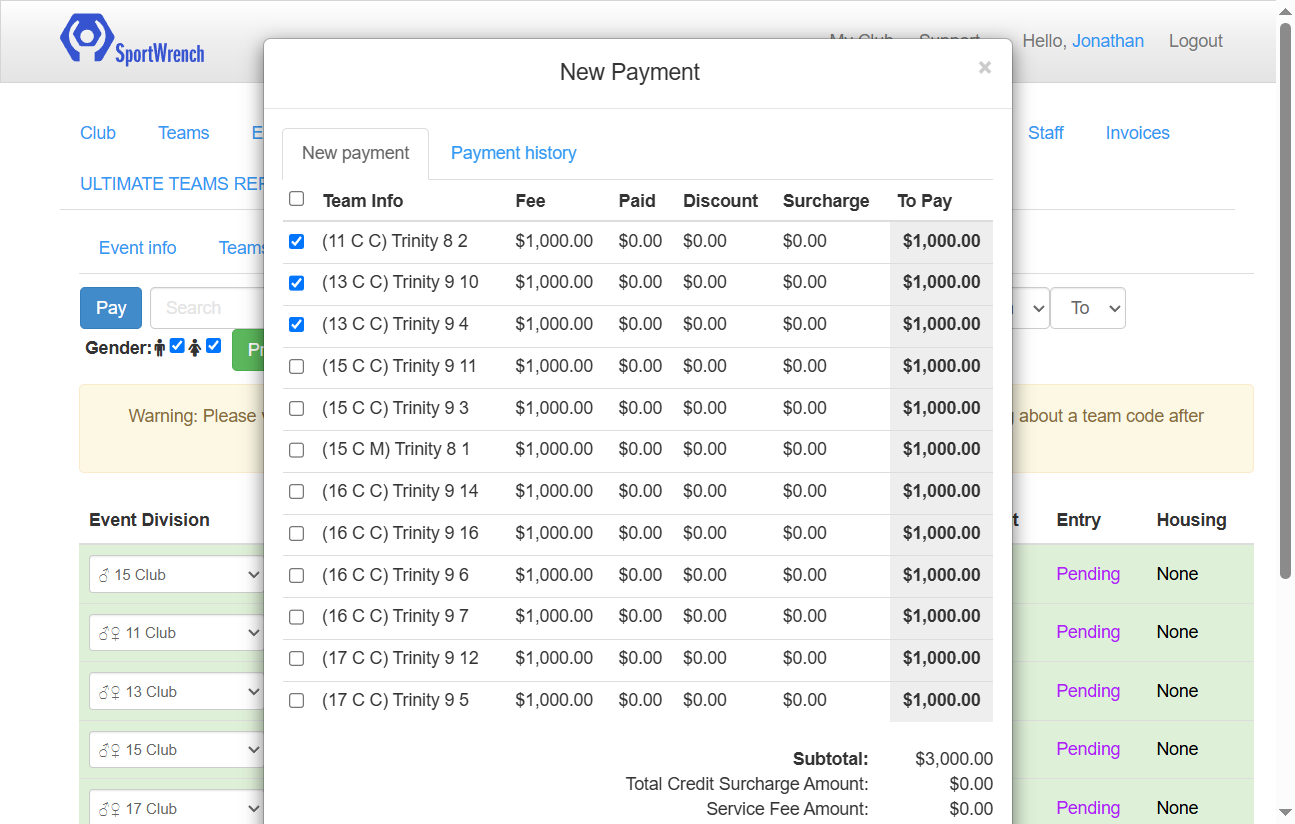 SportWrench
My Club Support Hello, Jonathan Logout
New Payment ×
Club Teams Staff Invoices
New payment Payment history
ULTIMATE TEAMS
Team Info Fee Paid Discount Surcharge To Pay
Event info Teams
(11 C C) Trinity 8 2 $1,000.00 $0.00 $0.00 $0.00 $1,000.00
(13 C C) Trinity 9 10 $1,000.00 $0.00 $0.00 $0.00 $1,000.00
Pay Search To
(13 C C) Trinity 9 4 $1,000.00 $0.00 $0.00 $0.00 $1,000.00
Gender:
(15 C C) Trinity 9 11 $1,000.00 $0.00 $0.00 $0.00 $1,000.00
(15 C C) Trinity 9 3 $1,000.00 $0.00 $0.00 $0.00 $1,000.00
Warning: Please about a team code after
(15 C M) Trinity 8 1 $1,000.00 $0.00 $0.00 $0.00 $1,000.00
(16 C C) Trinity 9 14 $1,000.00 $0.00 $0.00 $0.00 $1,000.00
Event Division Entry Housing
(16 C C) Trinity 9 16 $1,000.00 $0.00 $0.00 $0.00 $1,000.00
(16 C C) Trinity 9 6 $1,000.00 $0.00 $0.00 $0.00 $1,000.00
♂ 15 Club Pending None
(16 C C) Trinity 9 7 $1,000.00 $0.00 $0.00 $0.00 $1,000.00
♂♀ 11 Club Pending None
(17 C C) Trinity 9 12 $1,000.00 $0.00 $0.00 $0.00 $1,000.00
♂♀ 13 Club Pending None
(17 C C) Trinity 9 5 $1,000.00 $0.00 $0.00 $0.00 $1,000.00
♂♀ 15 Club Pending None
Subtotal: $3,000.00
Total Credit Surcharge Amount: $0.00
♂♀ 17 Club Pending None
Service Fee Amount: $0.00